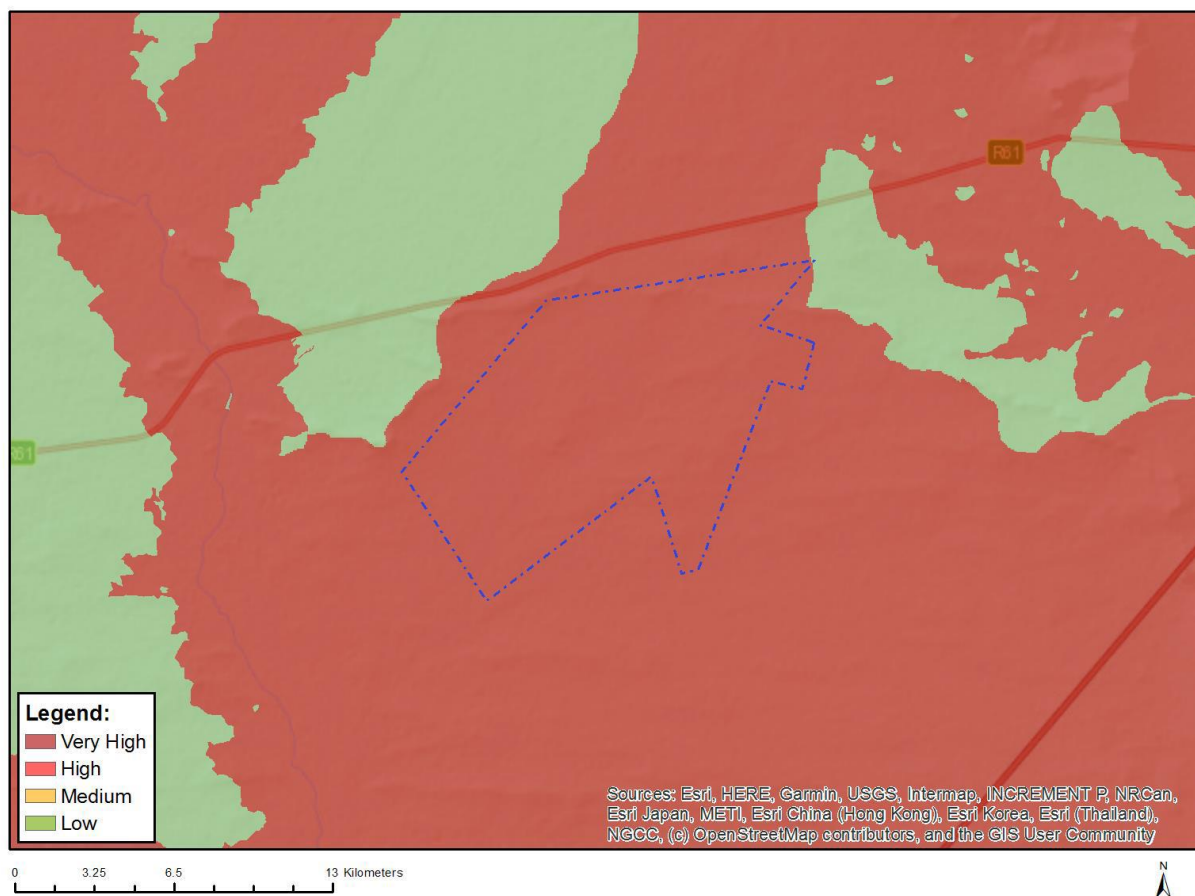 R61
R61
Legend:
Very High
High
Medium
Low
Sources: Esri, HERE, Garmin, USGS, Intermap, INCREMENT P, NRCan,
Esri Japan, METI, Esri China (Hong Kong), Esri Korea, Esri (Thailand),
NGCC, (c) OpenStreetMap contributors, and the GIS User Community
0 3.25 6.5 13 Kilometers
N